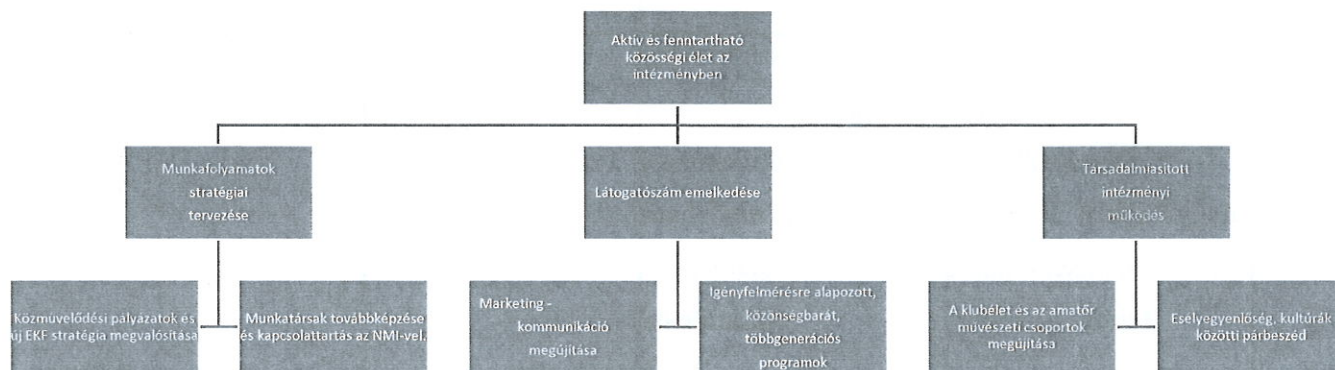 Aktív és fenntartható
közösségi élet az
intézményben
Munkafolyamatok
stratégiai
tervezése
Látogatószám emelkedése
Társadalmiasított
intézményi
működés
Közművelődési pályázatok és
új EKF stratégia megvalósítása
Munkatársak továbbképzése
és kapcsolattartás az NMI-vel.
Marketing -
kommunikáció
megújítása
Igényfelmérésre alapozott,
közönségbarát,
többgenerációs
programok
A klubélet és az amatőr
művészeti csoportok
megújítása
Esélyegyenlőség, kultúrák
közötti párbeszéd